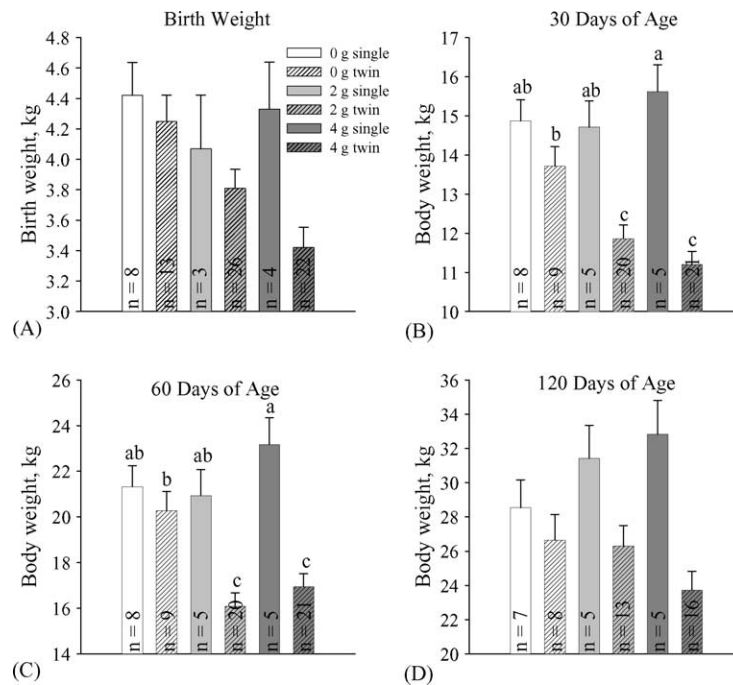 Birth Weight
Birth weight, kg
4.8
4.6
4.4
4.2
4.0
3.8
3.6
3.4
3.2
3.0
0 g single
0 g twin
2 g single
2 g twin
4 g single
4 g twin
n = 8
n = 13
n = 3
n = 26
n = 4
n = 22
(A)
30 Days of Age
Body weight, kg
17
16
15
14
13
12
11
10
ab
b
ab
c
a
c
n = 8
n = 9
n = 5
n = 20
n = 5
(B)
60 Days of Age
Body weight, kg
26
24
22
20
18
16
14
ab
b
ab
c
a
c
n = 8
n = 9
n = 5
n = 20
n = 5
n = 21
(C)
120 Days of Age
Body weight, kg
36
34
32
30
28
26
24
22
20
n = 7
n = 8
n = 5
n = 13
n = 5
n = 16
(D)